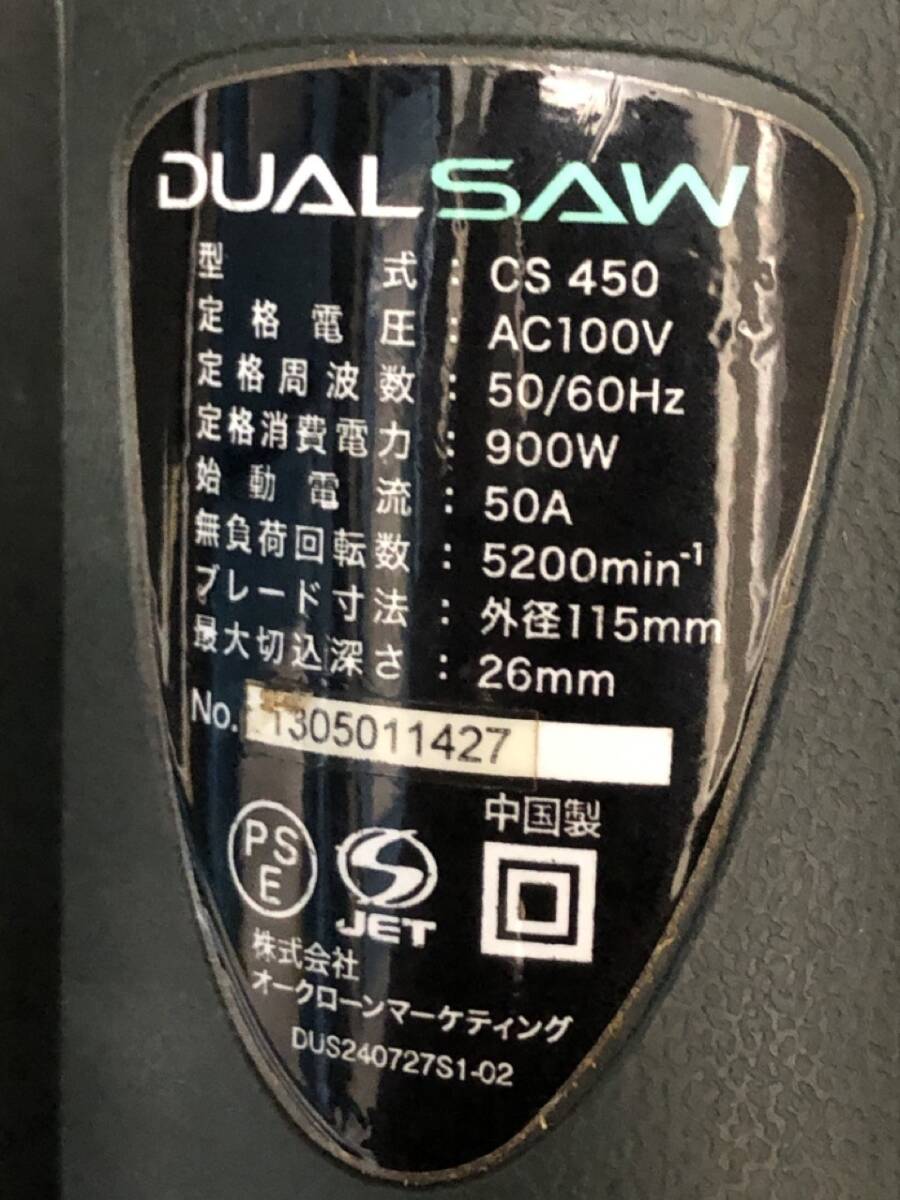 DUALSAW
型式：CS 450
定格電圧：AC100V
定格周波数：50/60Hz
定格消費電力：900W
始動電流：50A
無負荷回転数：5200min⁻¹
ブレード寸法：外径115mm
最大切込深さ：26mm
No. 1305011427
中国製
PSE
JET
株式会社
オークローンマーケティング
DUS240727S1-02